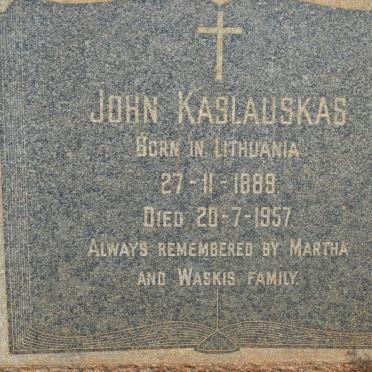 JOHN KASLAUSKAS
BORN IN LITHUANIA
27-11-1889
DIED 20-7-1957
ALWAYS REMEMBERED BY MARTHA
AND WASKIS FAMILY.